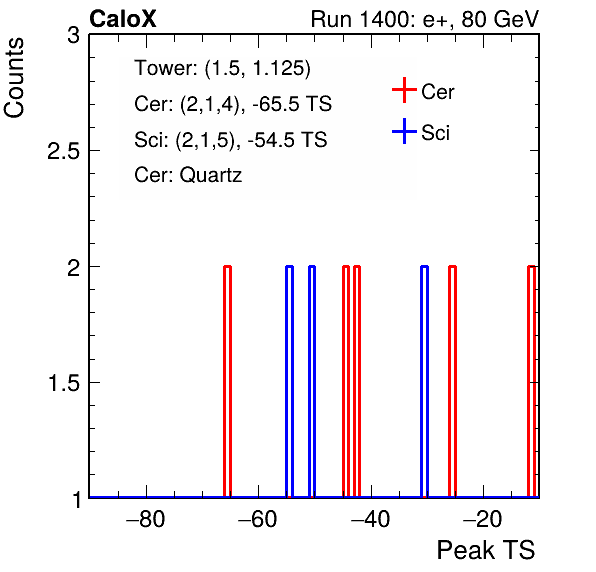 CaloX Run 1400: e+, 80 GeV
Counts
3
2.5
2
1.5
1
Tower: (1.5, 1.125)
Cer: (2,1,4), -65.5 TS
Sci: (2,1,5), -54.5 TS
Cer: Quartz
Cer
Sci
−80 −60 −40 −20
Peak TS